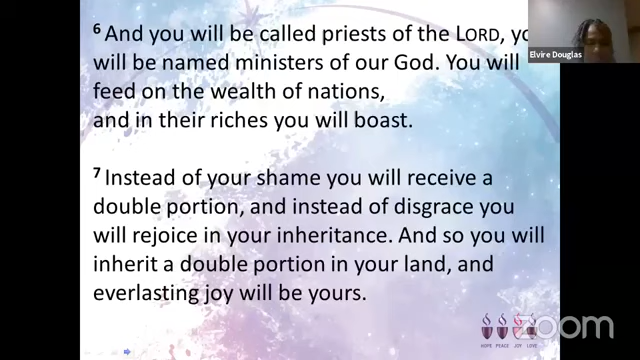 6 And you will be called priests of the LORD, yo
will be named ministers of our God. You will
feed on the wealth of nations,
and in their riches you will boast.
7 Instead of your shame you will receive a
double portion, and instead of disgrace you
will rejoice in your inheritance. And so you will
inherit a double portion in your land, and
everlasting joy will be yours.
Elvire Douglas
HOPE PEACE JOY LOVE
zoom